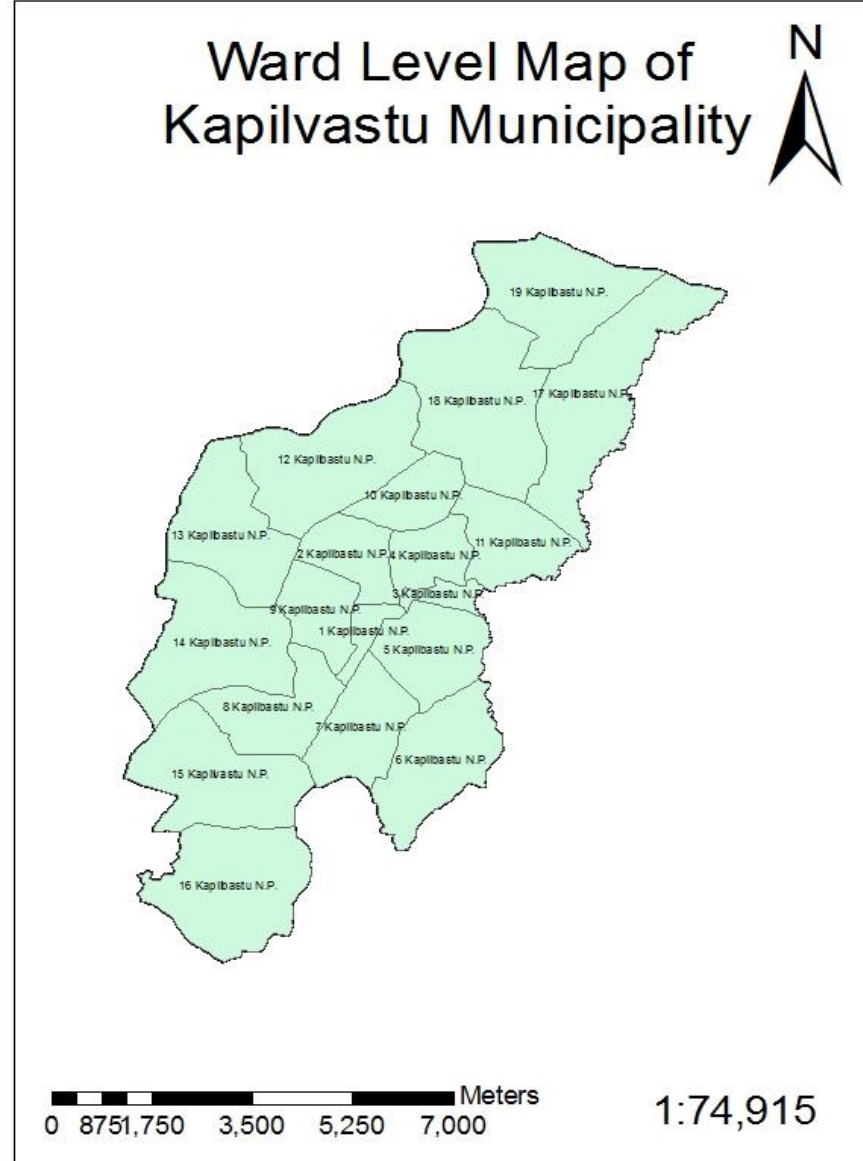 Ward Level Map of
Kapilvastu Municipality
N
19 Kapilbastu N.P.
17 Kapilbastu N.P.
18 Kapilbastu N.P.
12 Kapilbastu N.P.
10 Kapilbastu N.P.
13 Kapilbastu N.P.
11 Kapilbastu N.P.
2 Kapilbastu N.P.
4 Kapilbastu N.P.
3 Kapilbastu N.P.
9 Kapilbastu N.P.
1 Kapilbastu N.P.
14 Kapilbastu N.P.
5 Kapilbastu N.P.
8 Kapilbastu N.P.
7 Kapilbastu N.P.
6 Kapilbastu N.P.
15 Kapilvastu N.P.
16 Kapilbastu N.P.
Meters
0 875 1,750 3,500 5,250 7,000
1:74,915